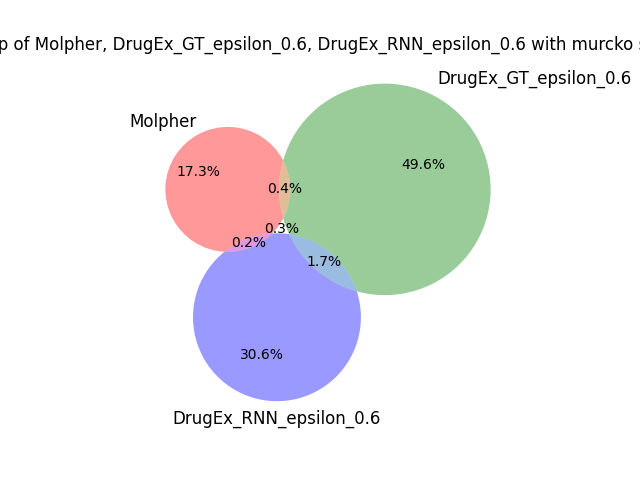 p of Molpher, DrugEx_GT_epsilon_0.6, DrugEx_RNN_epsilon_0.6 with murcko s
DrugEx_GT_epsilon_0.6
Molpher
49.6%
17.3%
0.4%
0.3%
0.2%
1.7%
30.6%
DrugEx_RNN_epsilon_0.6